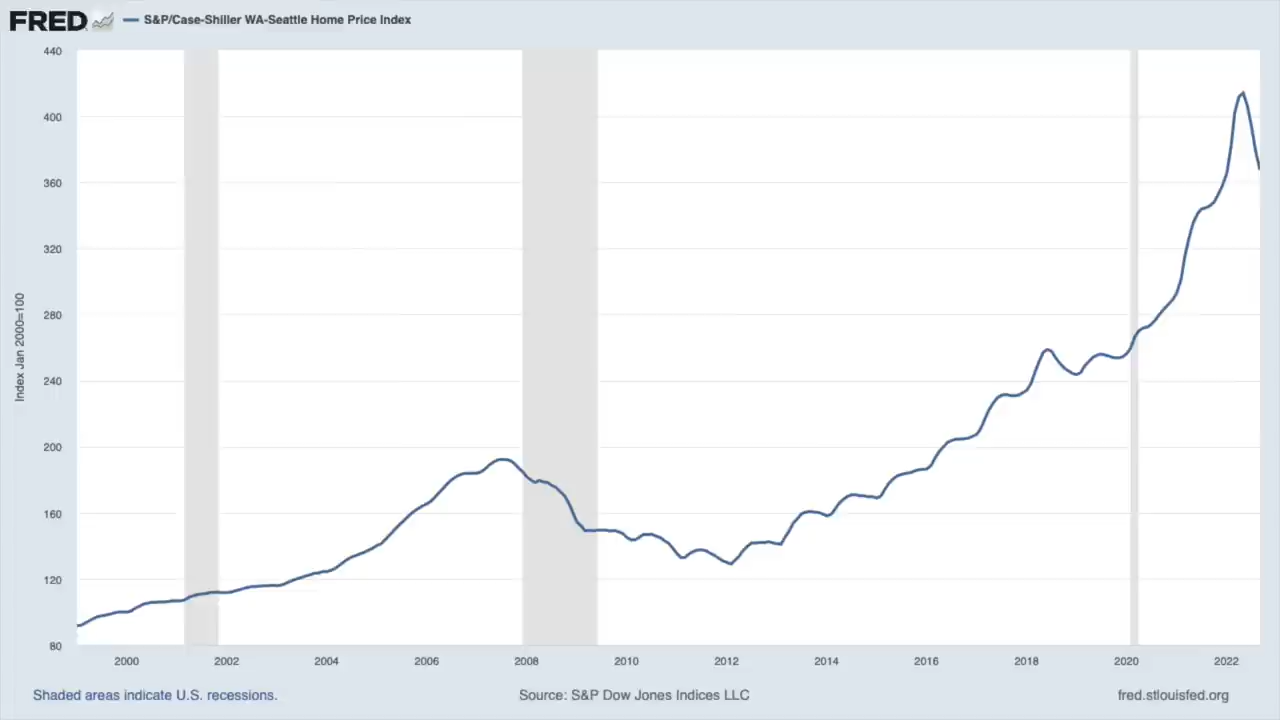 FRED S&P/Case-Shiller WA-Seattle Home Price Index
440
400
360
320
280
240
200
160
120
80
Index Jan 2000=100
2000 2002 2004 2006 2008 2010 2012 2014 2016 2018 2020 2022
Shaded areas indicate U.S. recessions. Source: S&P Dow Jones Indices LLC fred.stlouisfed.org